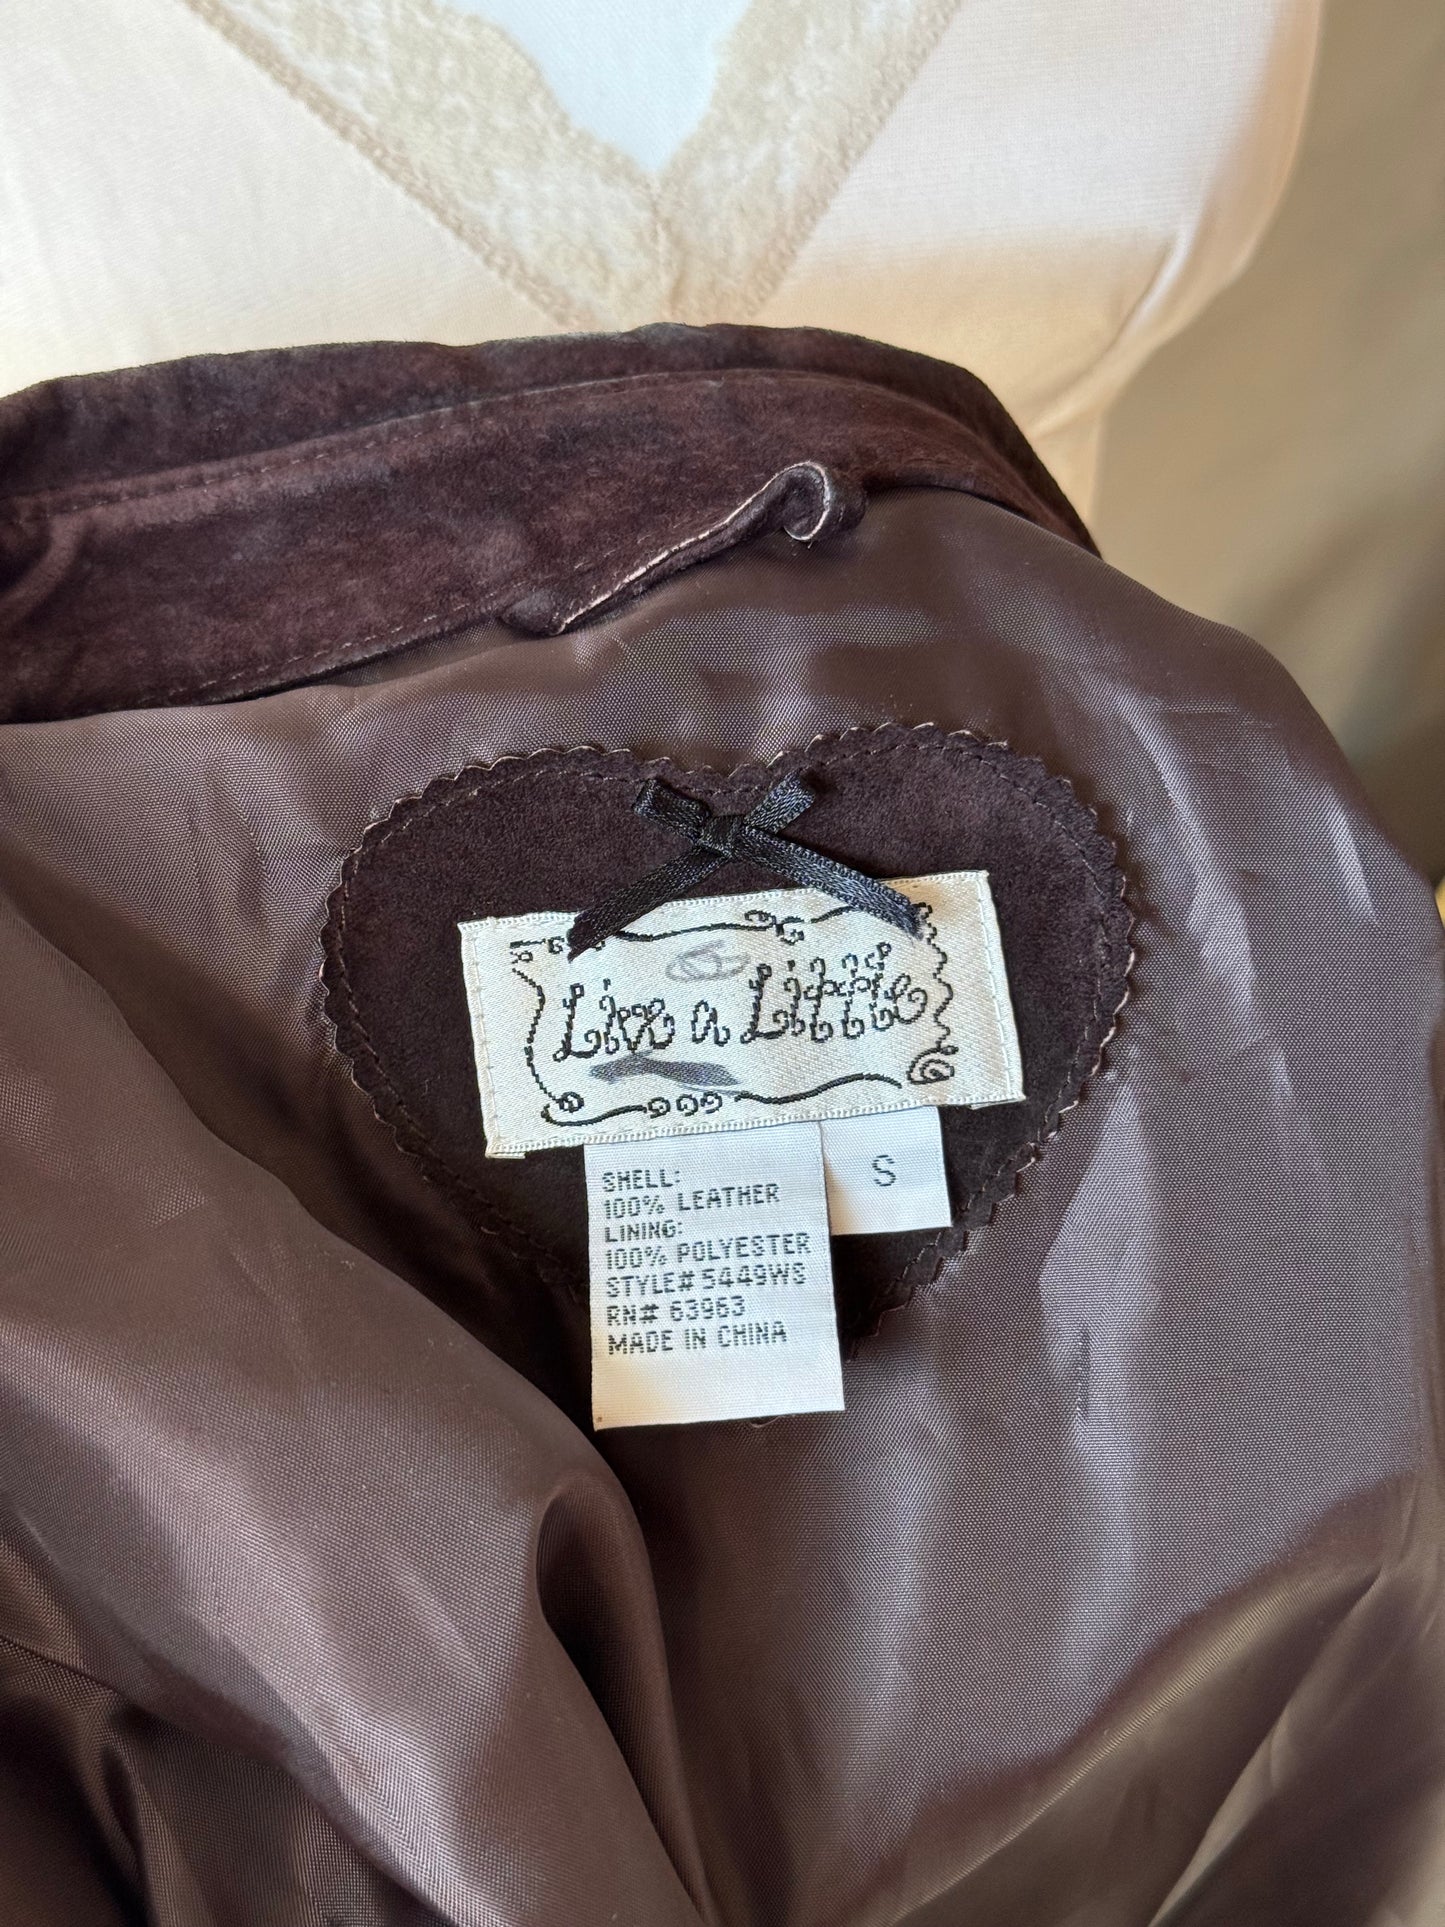 Live a Little
S
SHELL:
100% LEATHER
LINING:
100% POLYESTER
STYLE# 5449WS
RN# 63963
MADE IN CHINA